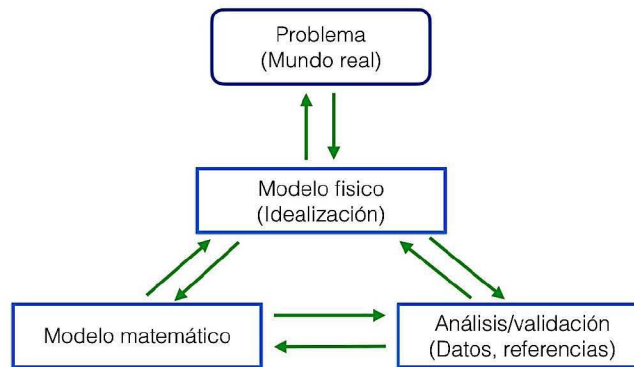 Problema
(Mundo real)
Modelo fisico
(Idealización)
Modelo matemático
Análisis/validación
(Datos, referencias)